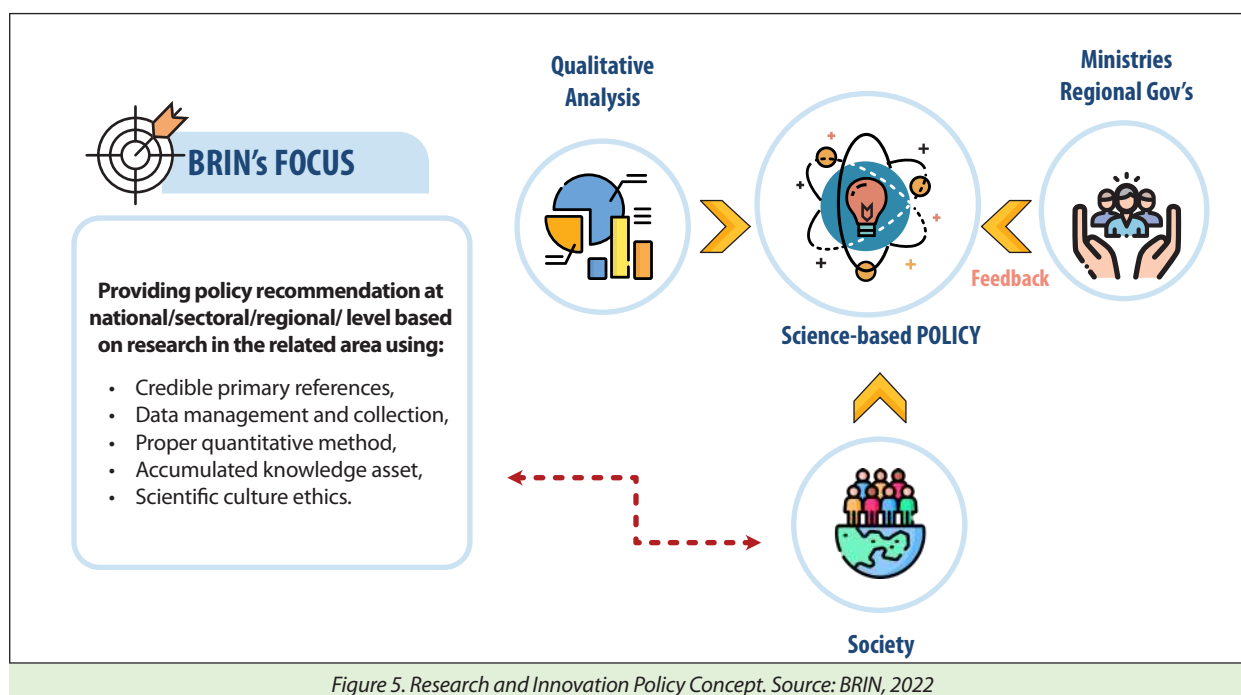 BRIN's FOCUS
Providing policy recommendation at
national/sectoral/regional/ level based
on research in the related area using:
• Credible primary references,
• Data management and collection,
• Proper quantitative method,
• Accumulated knowledge asset,
• Scientific culture ethics.
Qualitative
Analysis
Science-based POLICY
Ministries
Regional Gov's
Feedback
Society
Figure 5. Research and Innovation Policy Concept. Source: BRIN, 2022